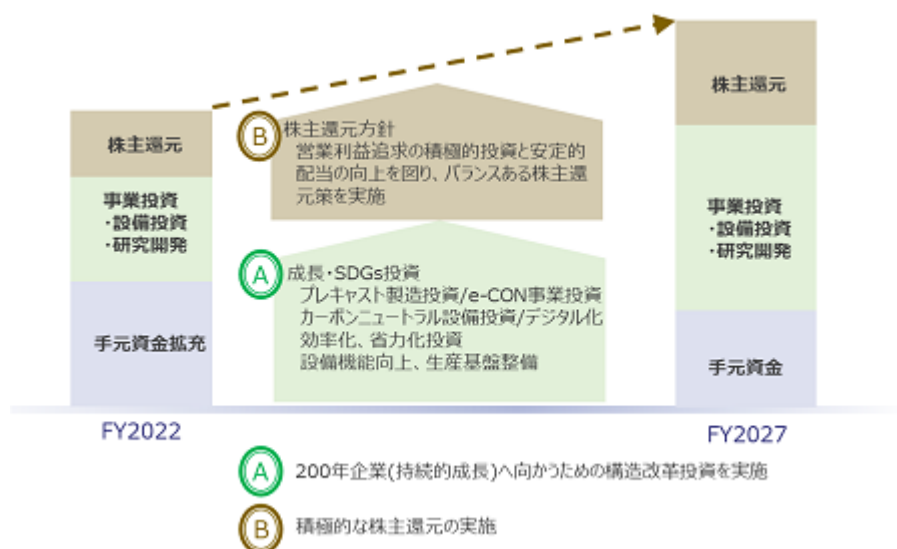 株主還元
事業投資
・設備投資
・研究開発
手元資金拡充
FY2022
B
株主還元方針
営業利益追求の積極的投資と安定的
配当の向上を図り、バランスある株主還
元策を実施
A
成長・SDGs投資
プレキャスト製造投資/e-CON事業投資
カーボンニュートラル設備投資/デジタル化
効率化、省力化投資
設備機能向上、生産基盤整備
株主還元
事業投資
・設備投資
・研究開発
手元資金
FY2027
A
200年企業(持続的成長)へ向かうための構造改革投資を実施
B
積極的な株主還元の実施